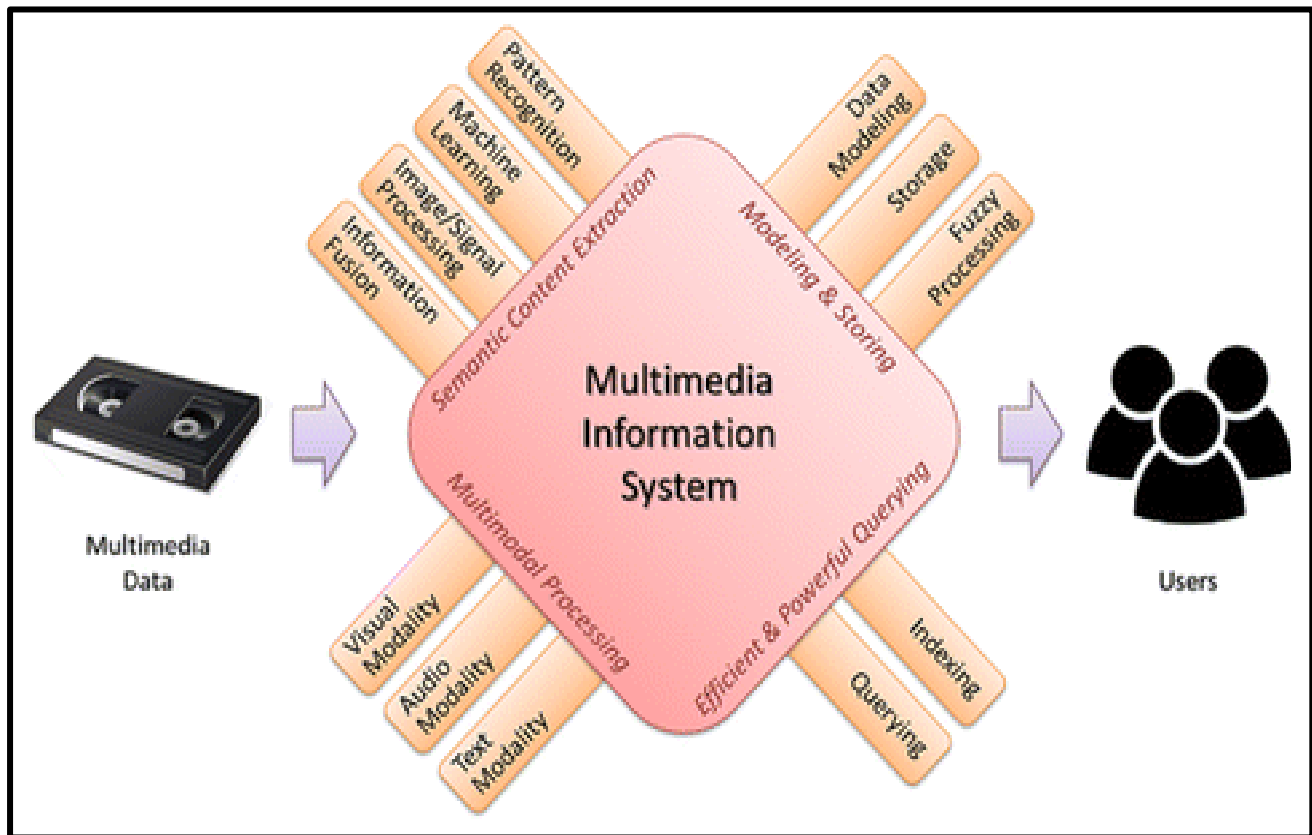 Pattern
Recognition
Machine
Learning
Image/Signal
processing
Information
Fusion
Data
Modeling
Storage
Fuzzy
Processing
Semantic Content Extraction
Modeling & Storing
Multimedia
Information
System
Multimedia
Data
Users
Multimodal Processing
Efficient & Powerful Querying
Visual
Modality
Audio
Modality
Text
Modality
Indexing
Querying